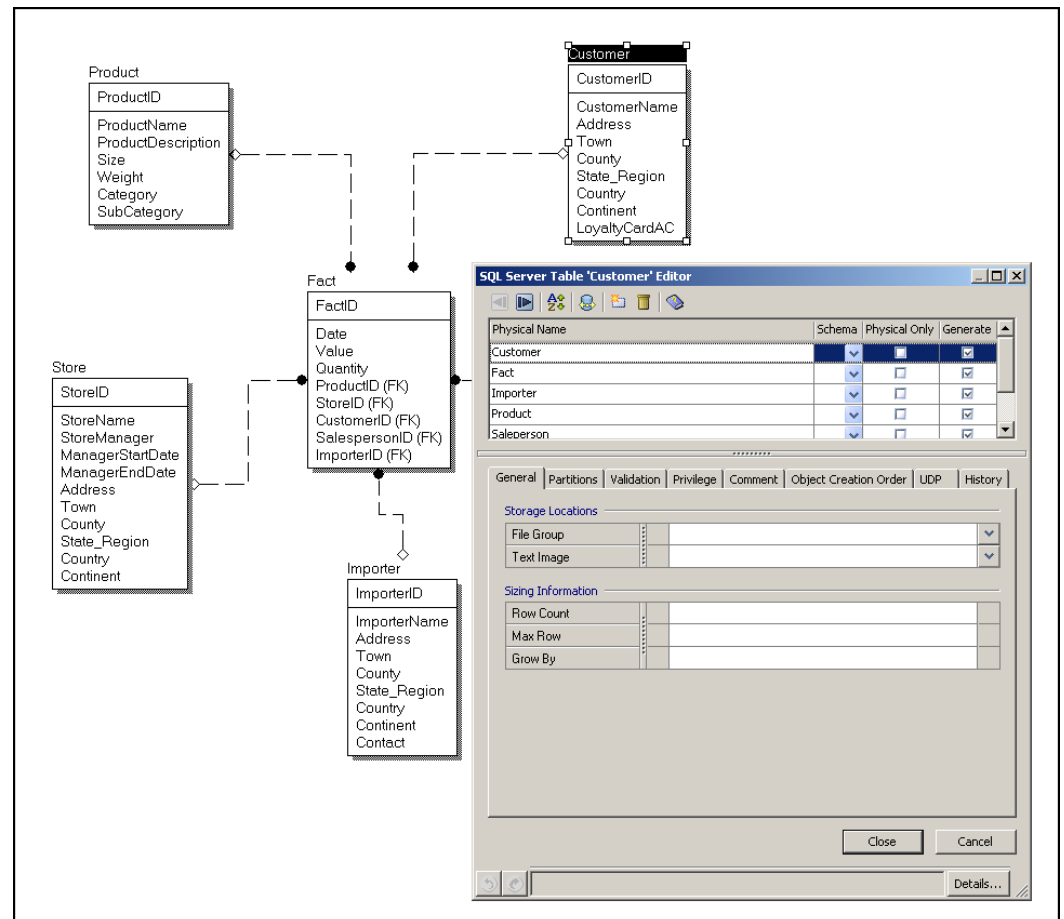 Product
ProductID
ProductName
ProductDescription
Size
Weight
Category
SubCategory
Customer
CustomerID
CustomerName
Address
Town
County
State_Region
Country
Continent
LoyaltyCardAC
Fact
FactID
Date
Value
Quantity
ProductID (FK)
StoreID (FK)
CustomerID (FK)
SalespersonID (FK)
ImporterID (FK)
Store
StoreID
StoreName
StoreManager
ManagerStartDate
ManagerEndDate
Address
Town
County
State_Region
Country
Continent
Importer
ImporterID
ImporterName
Address
Town
County
State_Region
Country
Continent
Contact
SQL Server Table 'Customer' Editor
Physical Name Schema Physical Only Generate
Customer
Fact
Importer
Product
Saleperson
General Partitions Validation Privilege Comment Object Creation Order UDP History
Storage Locations
File Group
Text Image
Sizing Information
Row Count
Max Row
Grow By
Close Cancel
Details...